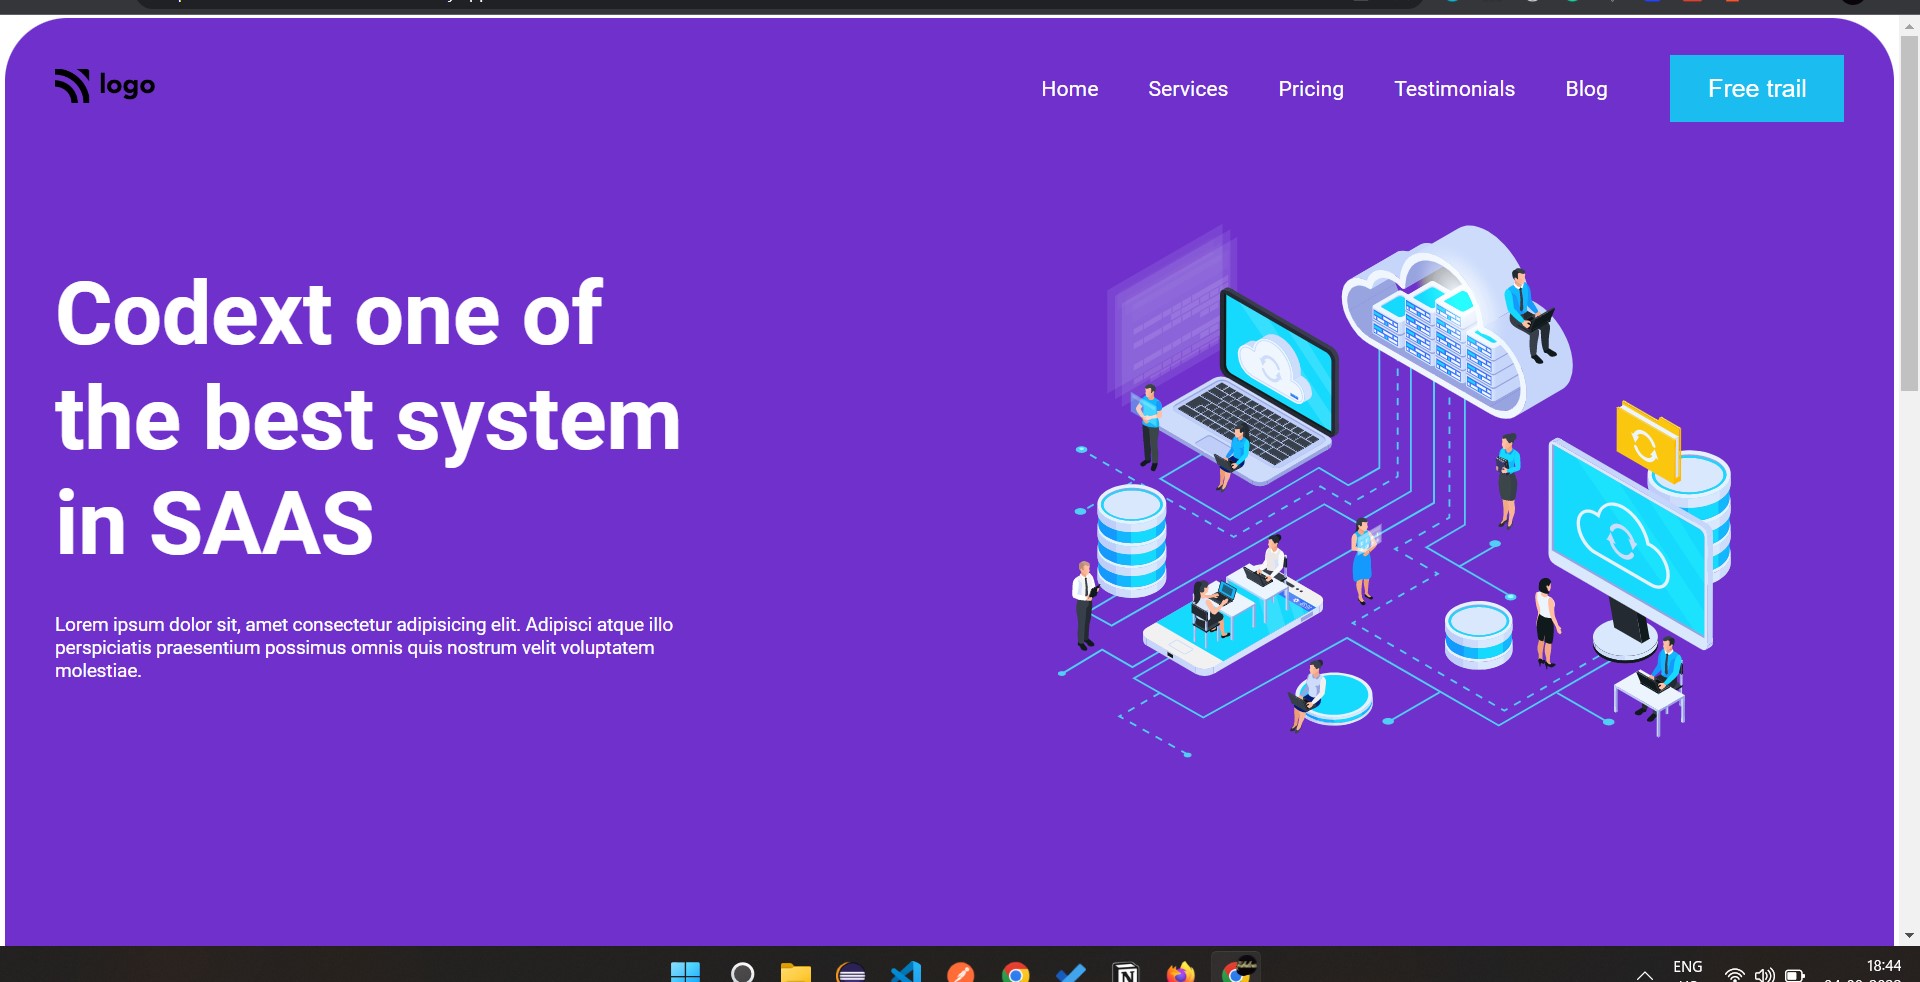 logo
Home Services Pricing Testimonials Blog Free trail
Codext one of
the best system
in SAAS
Lorem ipsum dolor sit, amet consectetur adipisicing elit. Adipisci atque illo
perspiciatis praesentium possimus omnis quis nostrum velit voluptatem
molestiae.
ENG
18:44